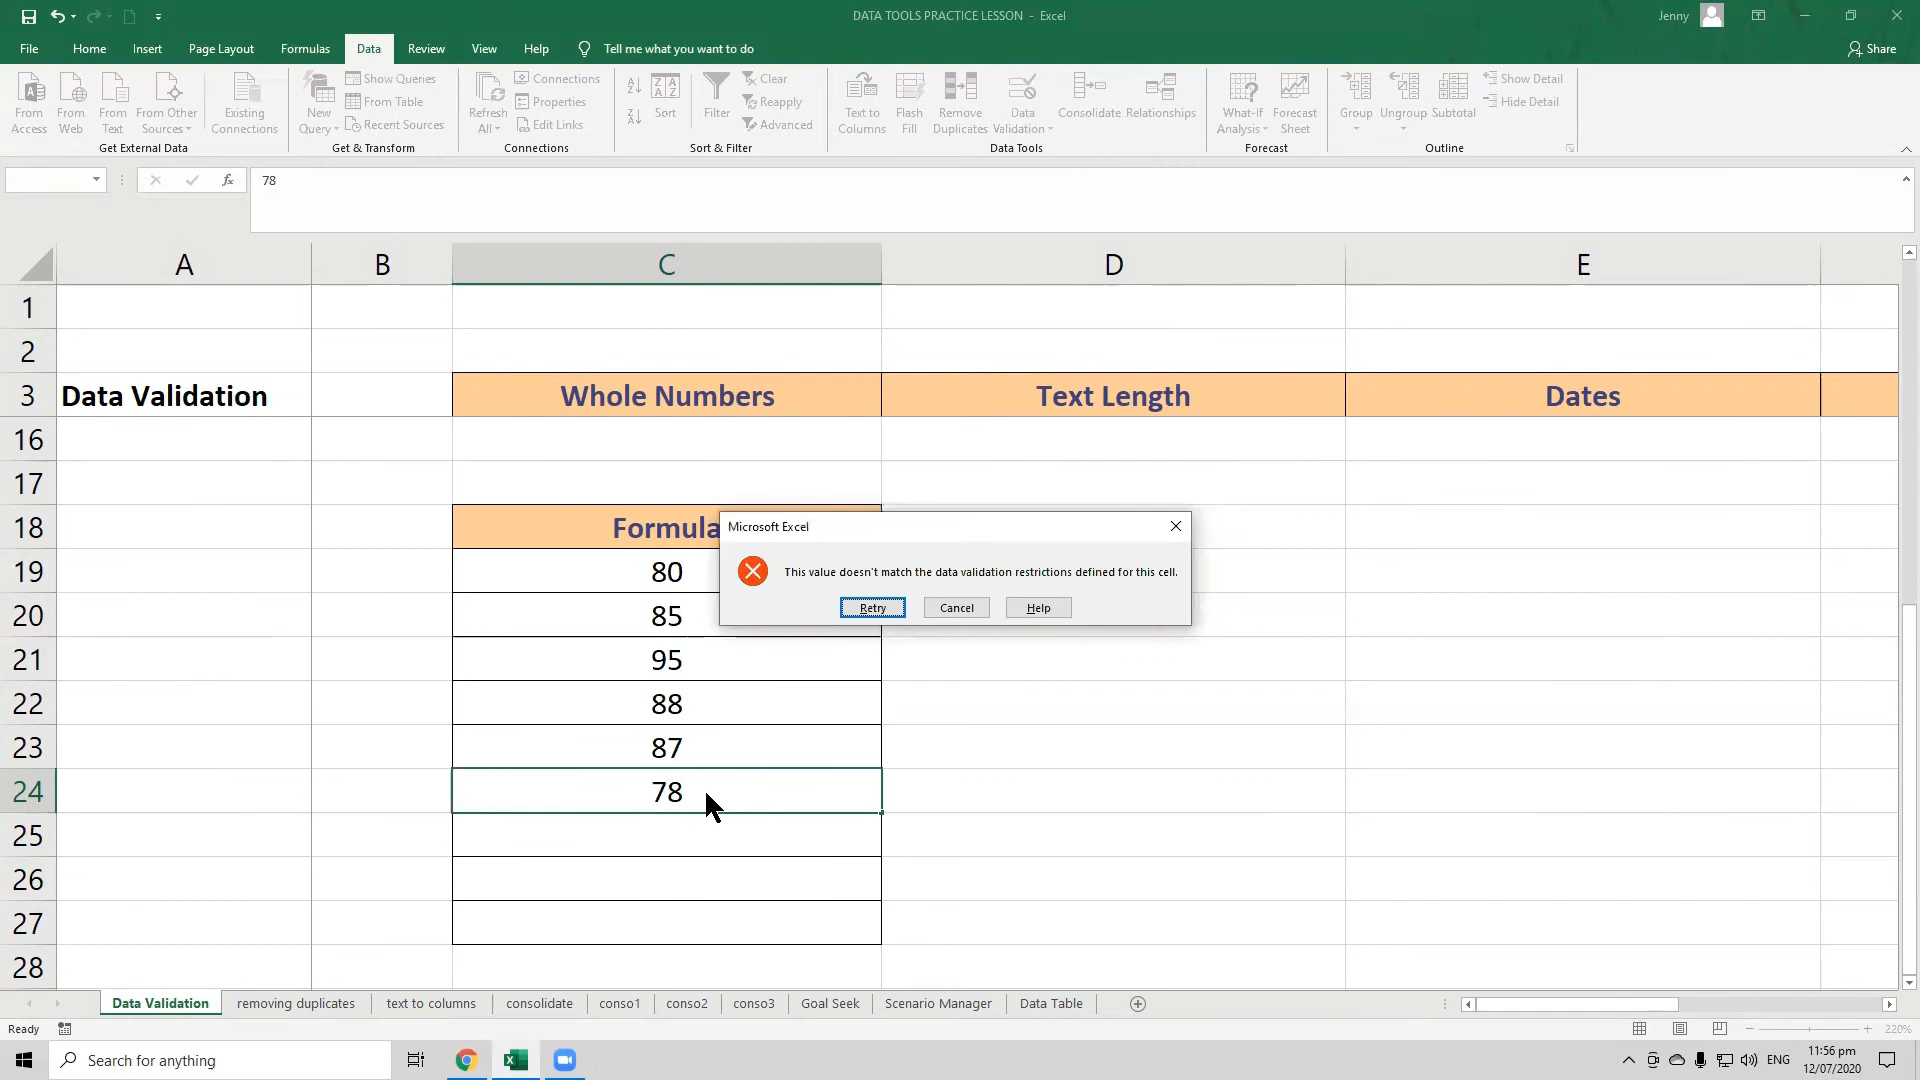 DATA TOOLS PRACTICE LESSON - Excel
Jenny
File Home Insert Page Layout Formulas Data Review View Help Tell me what you want to do Share
From Access
From Web
From Text
From Other Sources
Existing Connections
Get External Data
New Query
Show Queries
From Table
Recent Sources
Get & Transform
Refresh All
Connections
Properties
Edit Links
Connections
Sort
Filter
Clear
Reapply
Advanced
Sort & Filter
Text to Columns
Flash Fill
Remove Duplicates
Data Validation
Consolidate
Relationships
Data Tools
What-If Analysis
Forecast Sheet
Forecast
Group
Ungroup
Subtotal
Show Detail
Hide Detail
Outline
fx 78
A B C D E
1
2
3 Data Validation Whole Numbers Text Length Dates
16
17
18 Formula
Microsoft Excel
19 80
This value doesn't match the data validation restrictions defined for this cell.
Retry Cancel Help
20 85
21 95
22 88
23 87
24 78
25
26
27
28
Data Validation removing duplicates text to columns consolidate conso1 conso2 conso3 Goal Seek Scenario Manager Data Table
Ready 220%
Search for anything
ENG
11:56 pm
12/07/2020